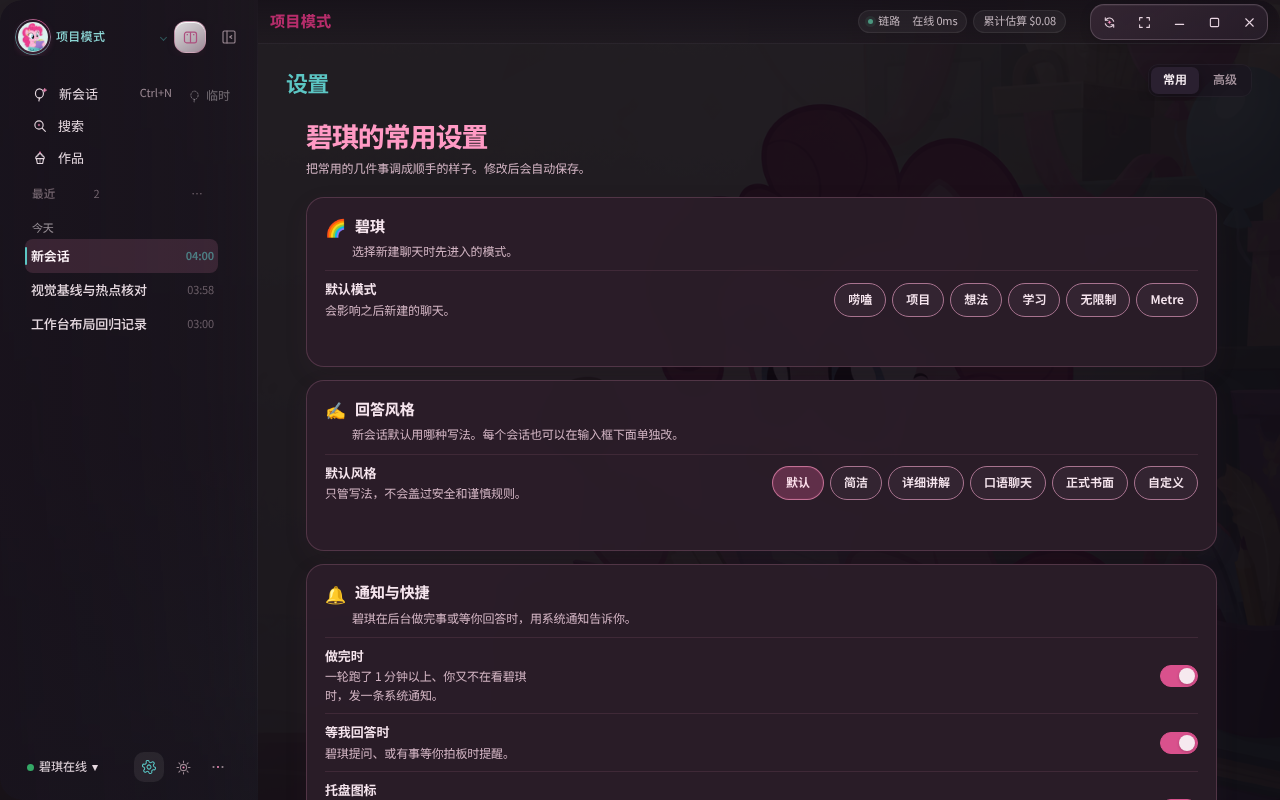 项目模式
新会话 Ctrl+N 临时
搜索
作品
最近 2 ···
今天
新会话 04:00
视觉基线与热点核对 03:58
工作台布局回归记录 03:00
碧琪在线 ▾
项目模式
链路 在线 0ms 累计估算 $0.08
设置
常用 高级
碧琪的常用设置
把常用的几件事调成顺手的样子。修改后会自动保存。
🌈 碧琪
选择新建聊天时先进入的模式。
默认模式
会影响之后新建的聊天。
唠嗑 项目 想法 学习 无限制 Metre
✍️ 回答风格
新会话默认用哪种写法。每个会话也可以在输入框下面单独改。
默认风格
只管写法，不会盖过安全和谨慎规则。
默认 简洁 详细讲解 口语聊天 正式书面 自定义
🔔 通知与快捷
碧琪在后台做完事或等你回答时，用系统通知告诉你。
做完时
一轮跑了 1 分钟以上、你又不在看碧琪
时，发一条系统通知。
等我回答时
碧琪提问、或有事等你拍板时提醒。
托盘图标